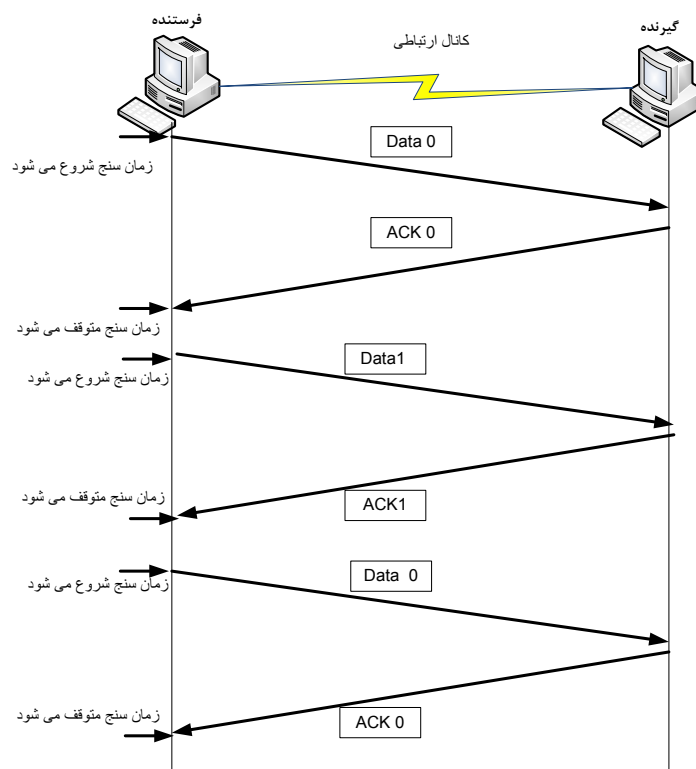 فرستنده
گیرنده
کانال ارتباطی
Data 0
زمان سنج شروع می شود
ACK 0
زمان سنج متوقف می شود
Data1
زمان سنج شروع می شود
زمان سنج متوقف می شود
ACK1
Data 0
زمان سنج شروع می شود
زمان سنج متوقف می شود
ACK 0